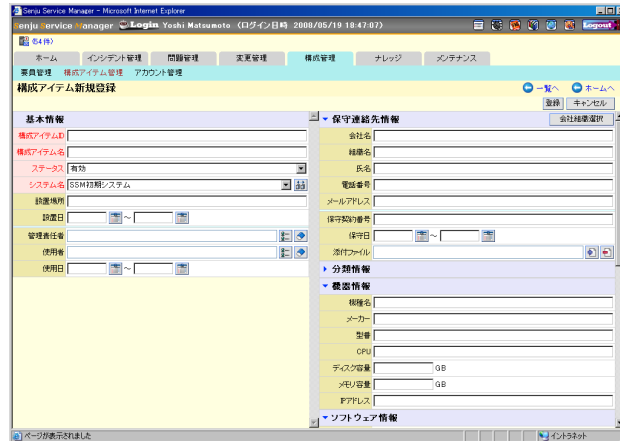 Senju Service Manager - Microsoft Internet Explorer
Senju Service Manager Login Yoshi Matsumoto (ログイン日時 2008/05/19 18:47:07) Logout
(54件)
ホーム インシデント管理 問題管理 変更管理 構成管理 ナレッジ メンテナンス
要員管理 構成アイテム管理 アカウント管理
構成アイテム新規登録 一覧へ ホームへ
登録 キャンセル
基本情報
構成アイテムID
構成アイテム名
ステータス 有効
システム名 SSM初期システム
設置場所
設置日 ～
管理責任者
使用者
使用日 ～
保守連絡先情報 会社組織選択
会社名
組織名
氏名
電話番号
メールアドレス
保守契約番号
保守日 ～
添付ファイル
分類情報
機器情報
機種名
メーカー
型番
CPU
ディスク容量 GB
メモリ容量 GB
IPアドレス
ソフトウェア情報
ページが表示されました イントラネット